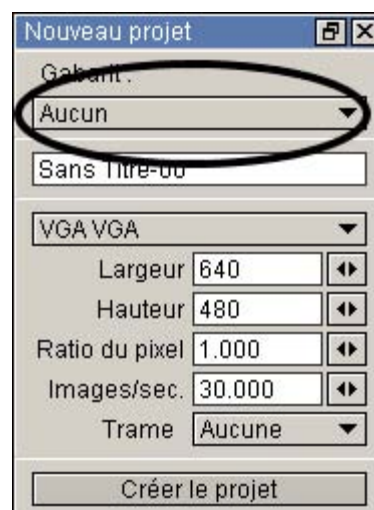 Nouveau projet
Gabarit :
Aucun
Sans Titre-00
VGA VGA
Largeur 640
Hauteur 480
Ratio du pixel 1.000
Images/sec. 30.000
Trame Aucune
Créer le projet